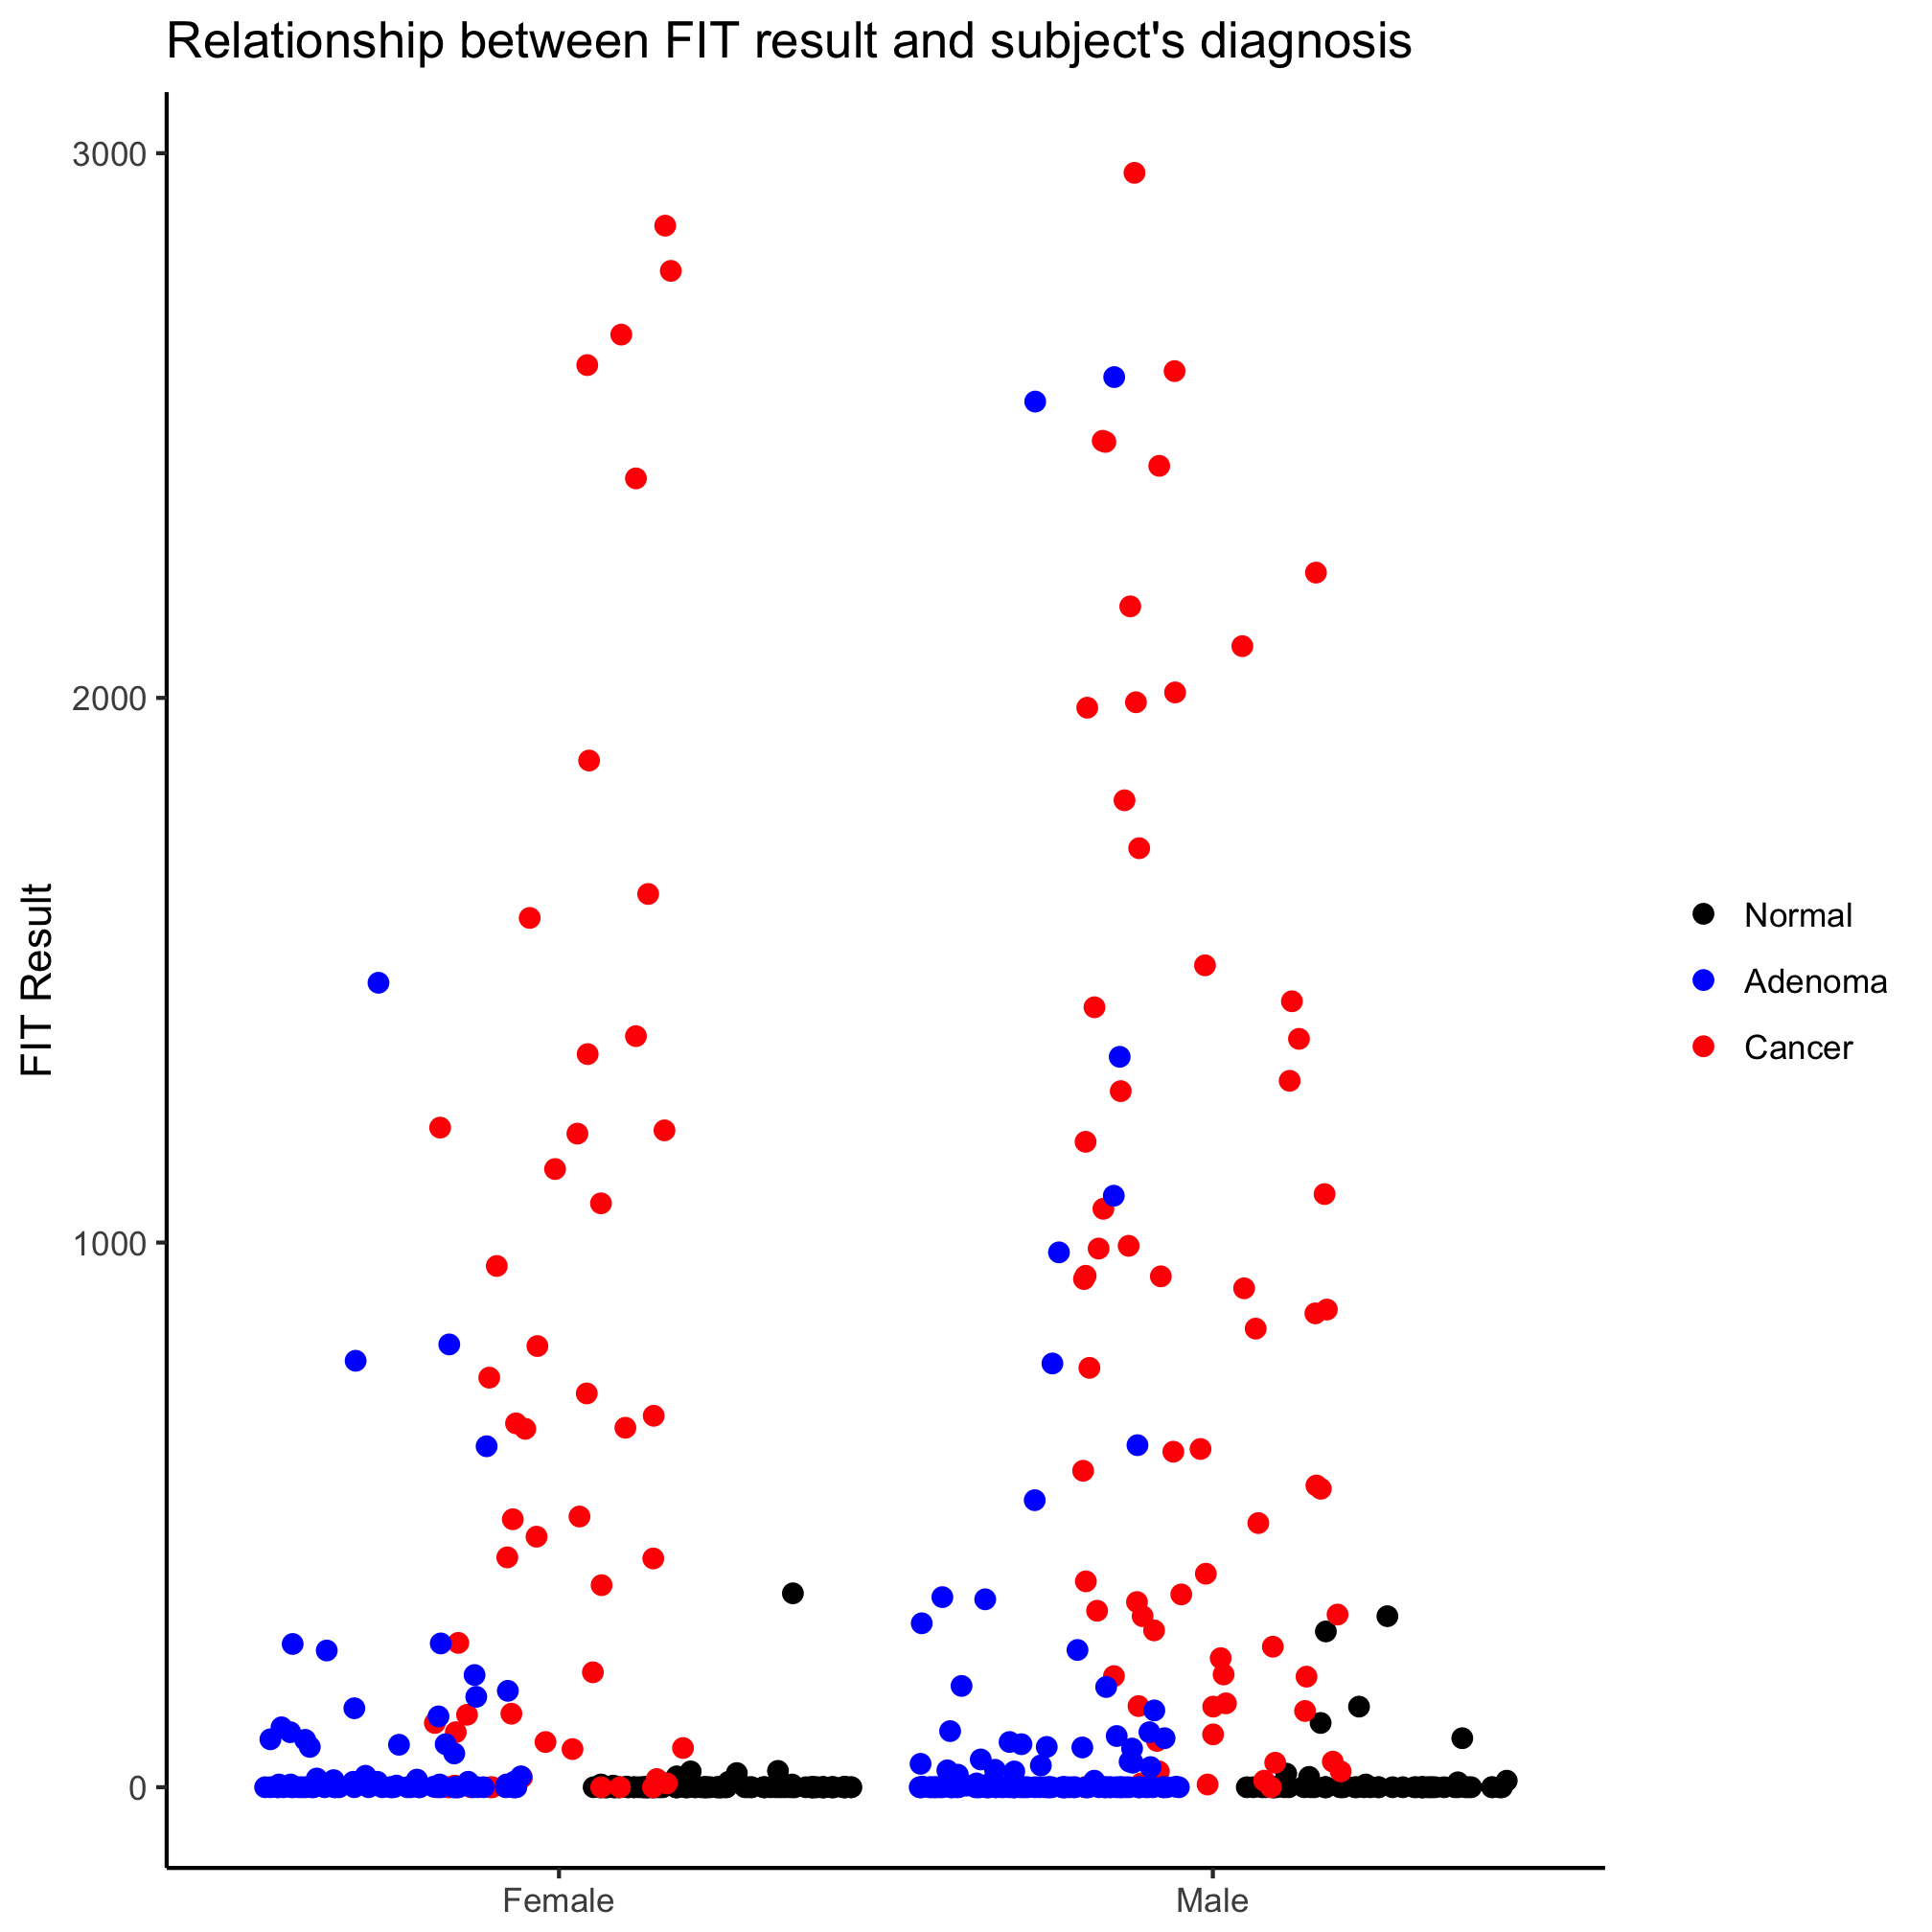 Relationship between FIT result and subject's diagnosis
3000
2000
1000
0
FIT Result
Female
Male
Normal
Adenoma
Cancer